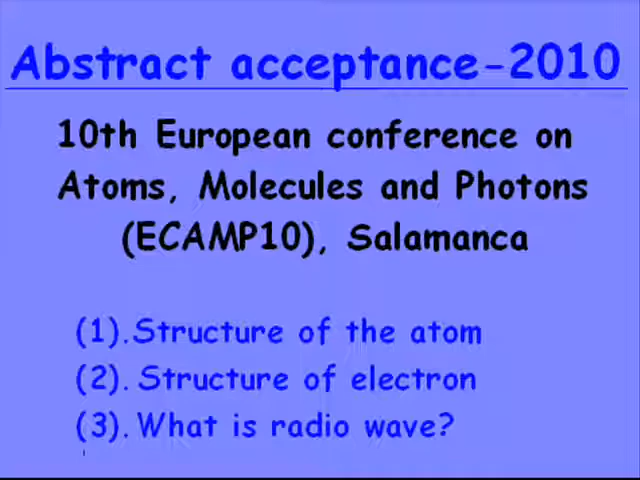 Abstract acceptance-2010
10th European conference on
Atoms, Molecules and Photons
(ECAMP10), Salamanca
(1).Structure of the atom
(2). Structure of electron
(3). What is radio wave?